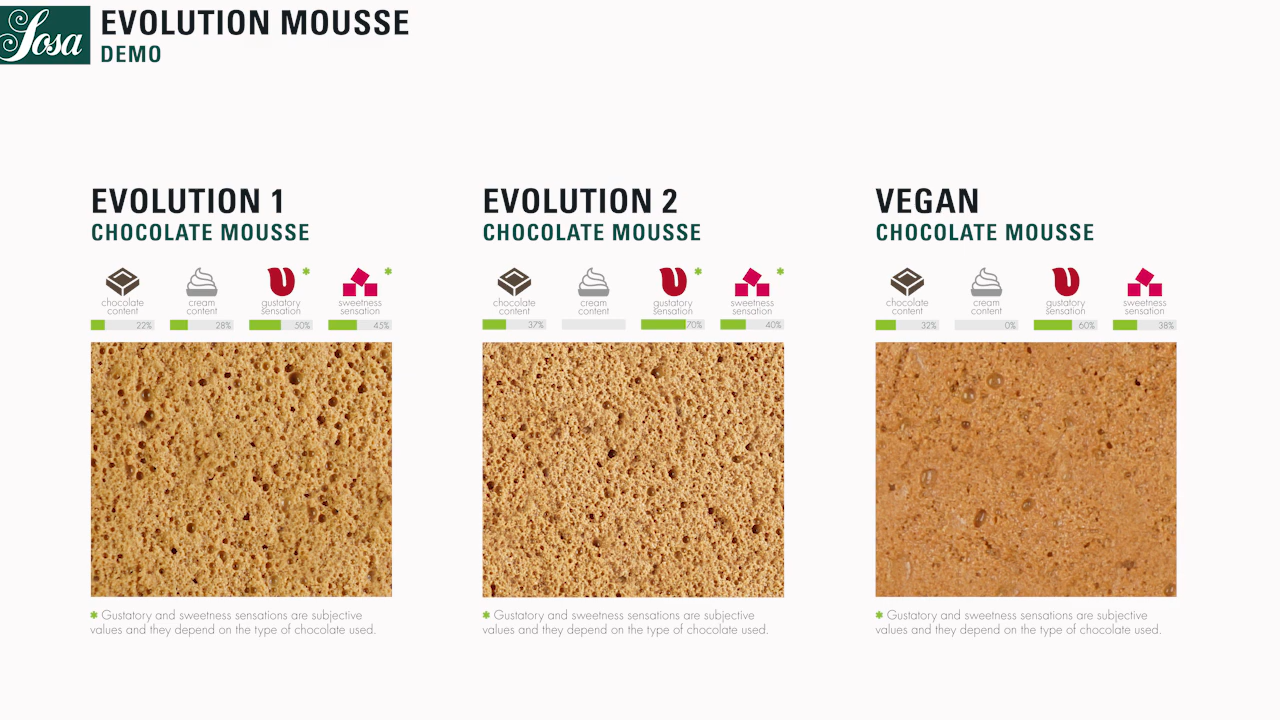 Sosa
EVOLUTION MOUSSE
DEMO
EVOLUTION 1
CHOCOLATE MOUSSE
chocolate
content
22%
cream
content
28%
gustatory
sensation
50%
sweetness
sensation
45%
* Gustatory and sweetness sensations are subjective
values and they depend on the type of chocolate used.
EVOLUTION 2
CHOCOLATE MOUSSE
chocolate
content
37%
cream
content
gustatory
sensation
70%
sweetness
sensation
40%
* Gustatory and sweetness sensations are subjective
values and they depend on the type of chocolate used.
VEGAN
CHOCOLATE MOUSSE
chocolate
content
32%
cream
content
0%
gustatory
sensation
60%
sweetness
sensation
38%
* Gustatory and sweetness sensations are subjective
values and they depend on the type of chocolate used.